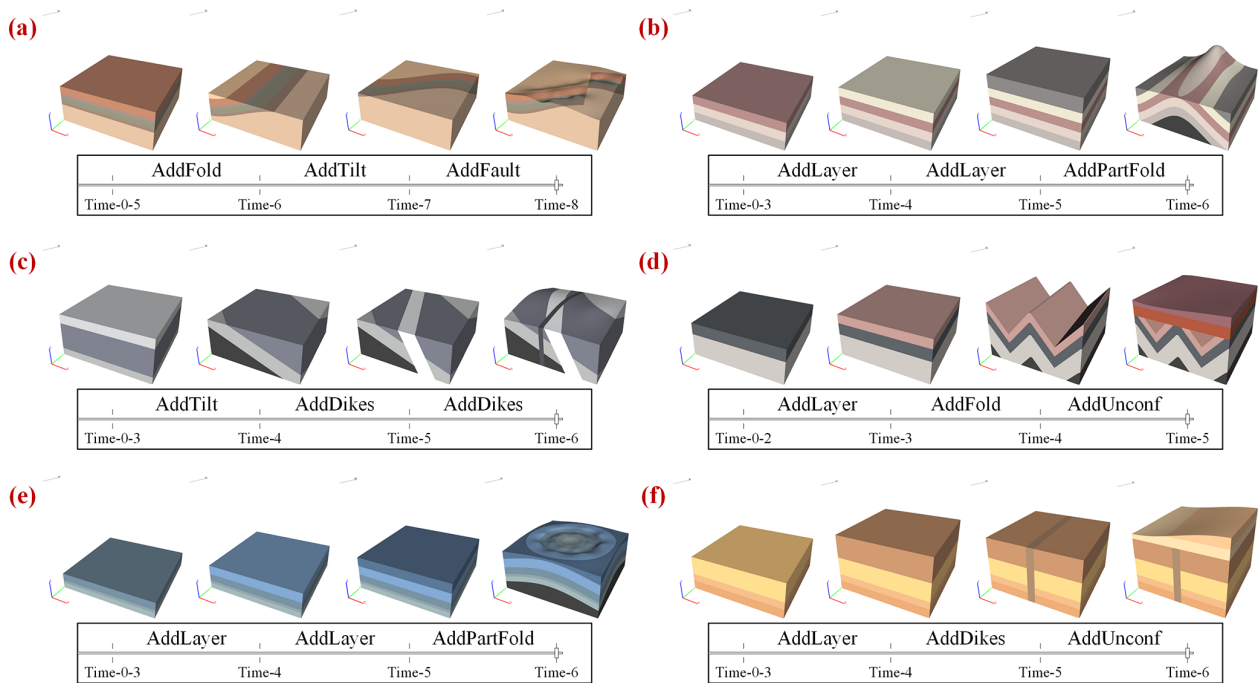 (a)
AddFold AddTilt AddFault
Time-0-5 Time-6 Time-7 Time-8
(b)
AddLayer AddLayer AddPartFold
Time-0-3 Time-4 Time-5 Time-6
(c)
AddTilt AddDikes AddDikes
Time-0-3 Time-4 Time-5 Time-6
(d)
AddLayer AddFold AddUnconf
Time-0-2 Time-3 Time-4 Time-5
(e)
AddLayer AddLayer AddPartFold
Time-0-3 Time-4 Time-5 Time-6
(f)
AddLayer AddDikes AddUnconf
Time-0-3 Time-4 Time-5 Time-6